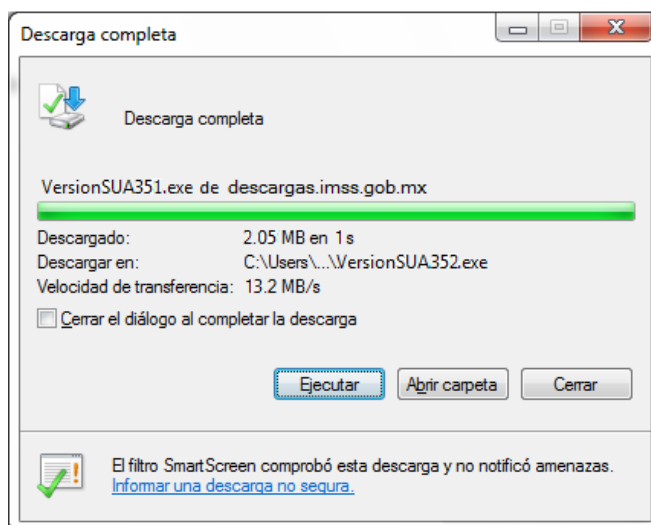 Descarga completa
Descarga completa
VersionSUA351.exe de descargas.imss.gob.mx
Descargado: 2.05 MB en 1 s
Descargar en: C:\Users\...\VersionSUA352.exe
Velocidad de transferencia: 13.2 MB/s
Cerrar el diálogo al completar la descarga
Ejecutar Abrir carpeta Cerrar
El filtro SmartScreen comprobó esta descarga y no notificó amenazas.
Informar una descarga no segura.